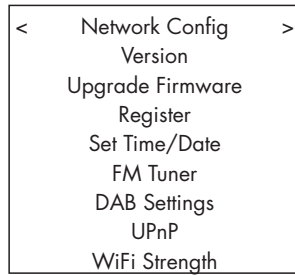 < Network Config >
Version
Upgrade Firmware
Register
Set Time/Date
FM Tuner
DAB Settings
UPnP
WiFi Strength